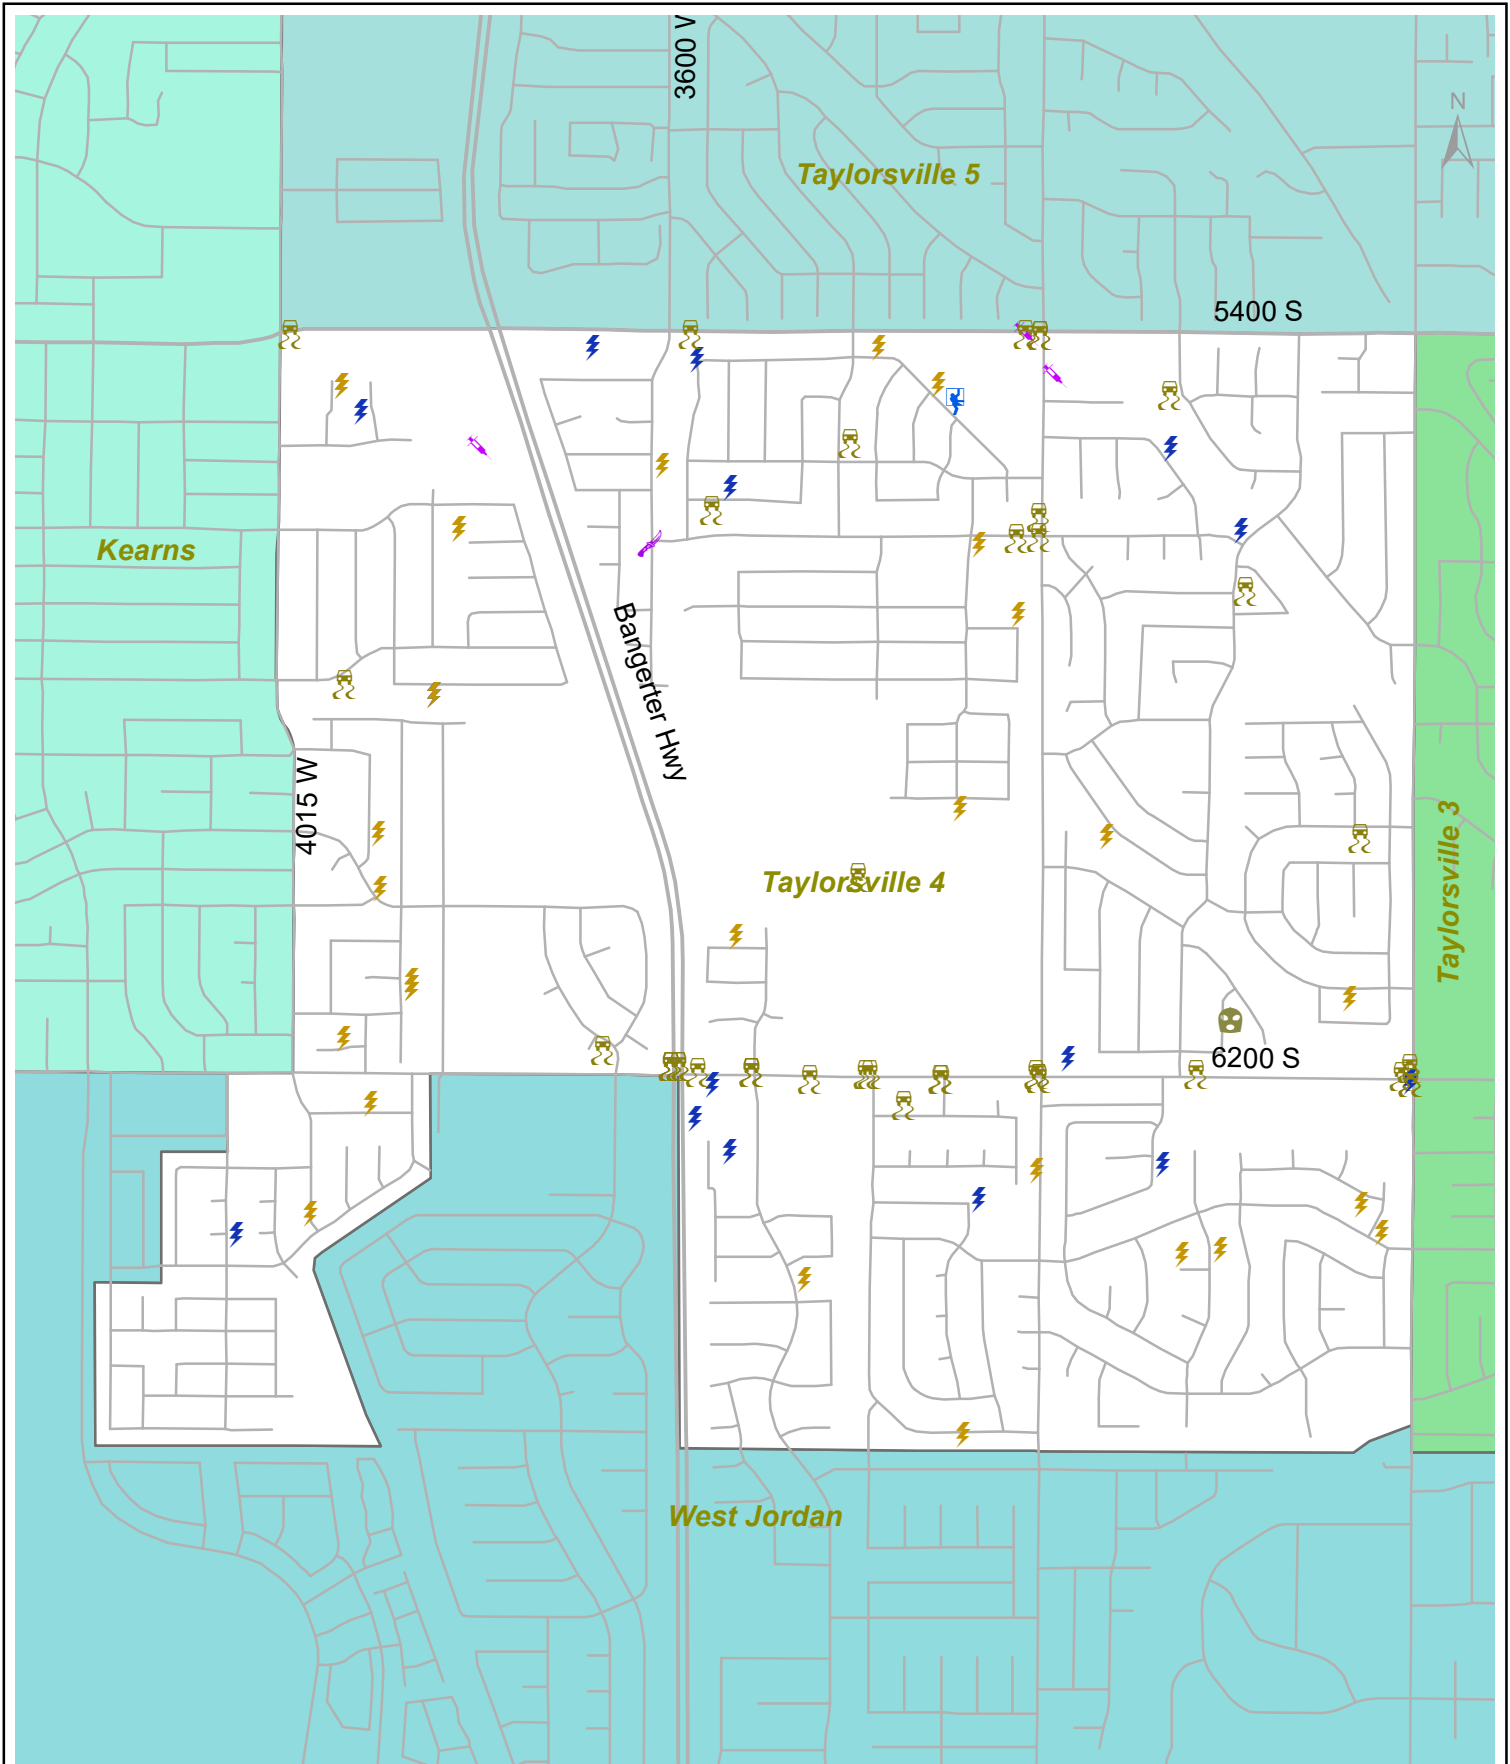 3600 W
N
Taylorsville 5
5400 S
Kearns
Bangerter Hwy
4015 W
Taylorsville 4
Taylorsville 3
6200 S
West Jordan